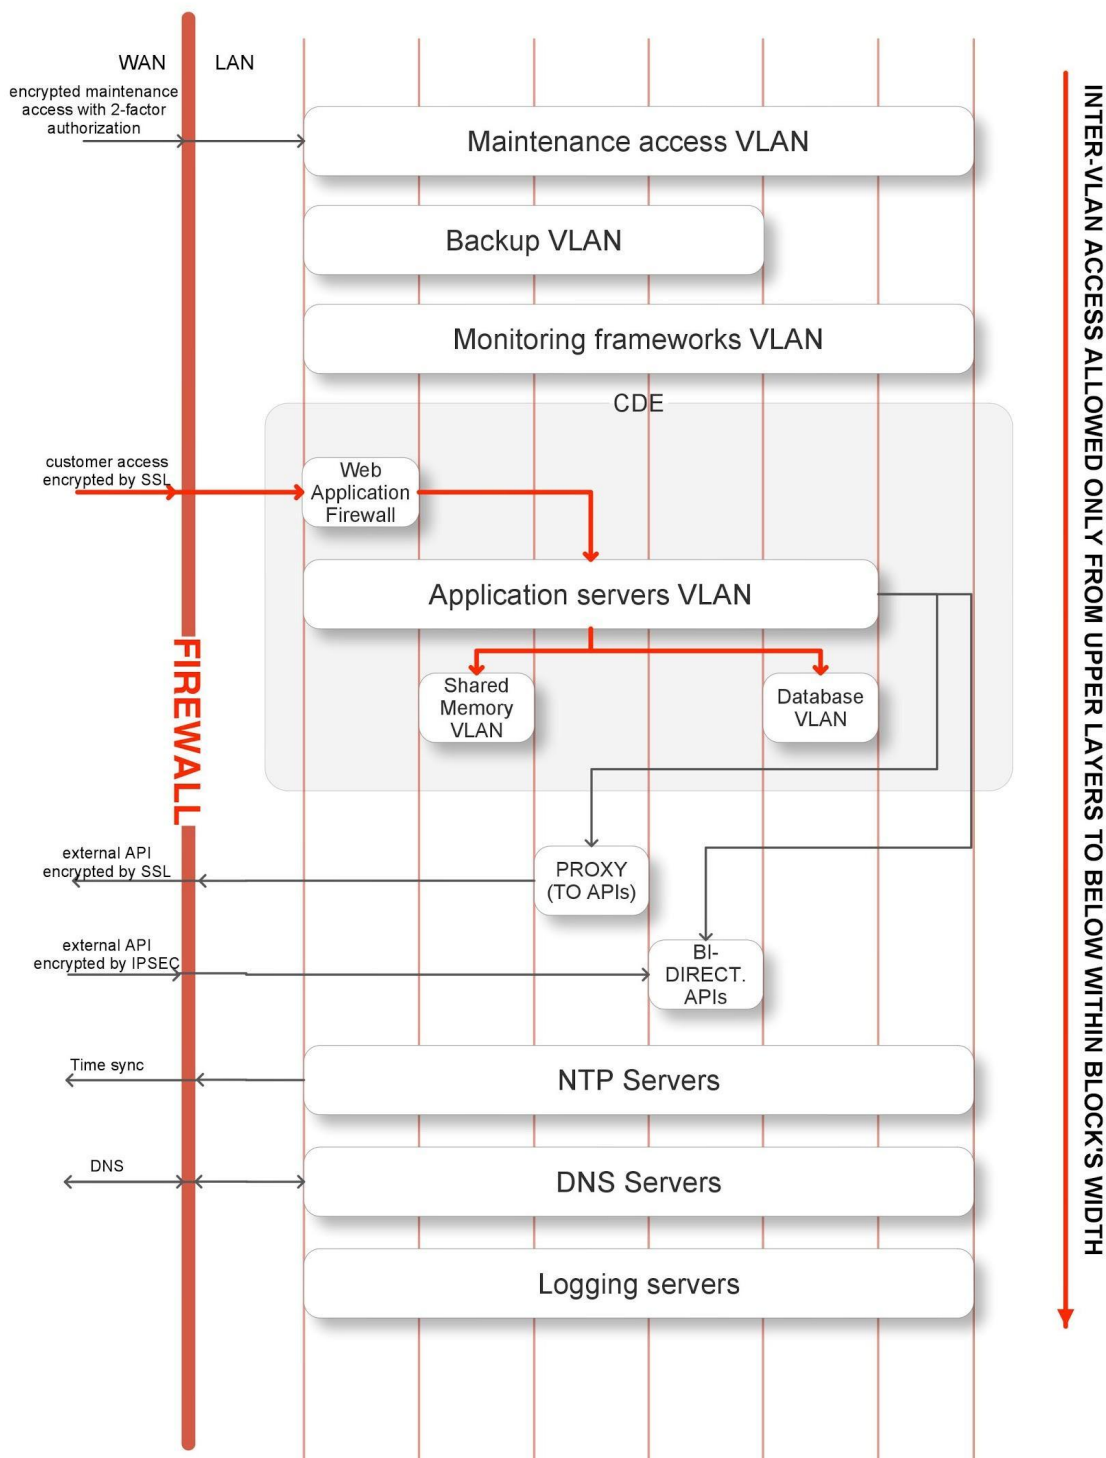 WAN
LAN
encrypted maintenance
access with 2-factor
authorization
Maintenance access VLAN
Backup VLAN
Monitoring frameworks VLAN
CDE
customer access
encrypted by SSL
Web
Application
Firewall
Application servers VLAN
Shared
Memory
VLAN
Database
VLAN
FIREWALL
external API
encrypted by SSL
PROXY
(TO APIs)
external API
encrypted by IPSEC
BI-
DIRECT.
APIs
Time sync
NTP Servers
DNS
DNS Servers
Logging servers
INTER-VLAN ACCESS ALLOWED ONLY FROM UPPER LAYERS TO BELOW WITHIN BLOCK'S WIDTH